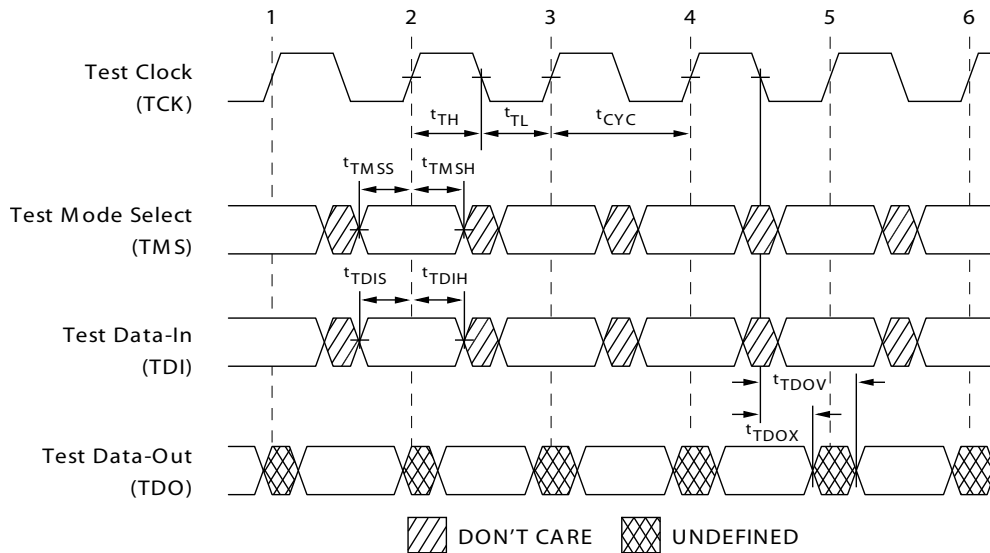 1 2 3 4 5 6
Test Clock
(TCK)
tTH tTL tCYC
tTMSS tTMSH
Test Mode Select
(TMS)
tTDIS tTDIH
Test Data-In
(TDI)
tTDOV
tTDOX
Test Data-Out
(TDO)
DON'T CARE UNDEFINED